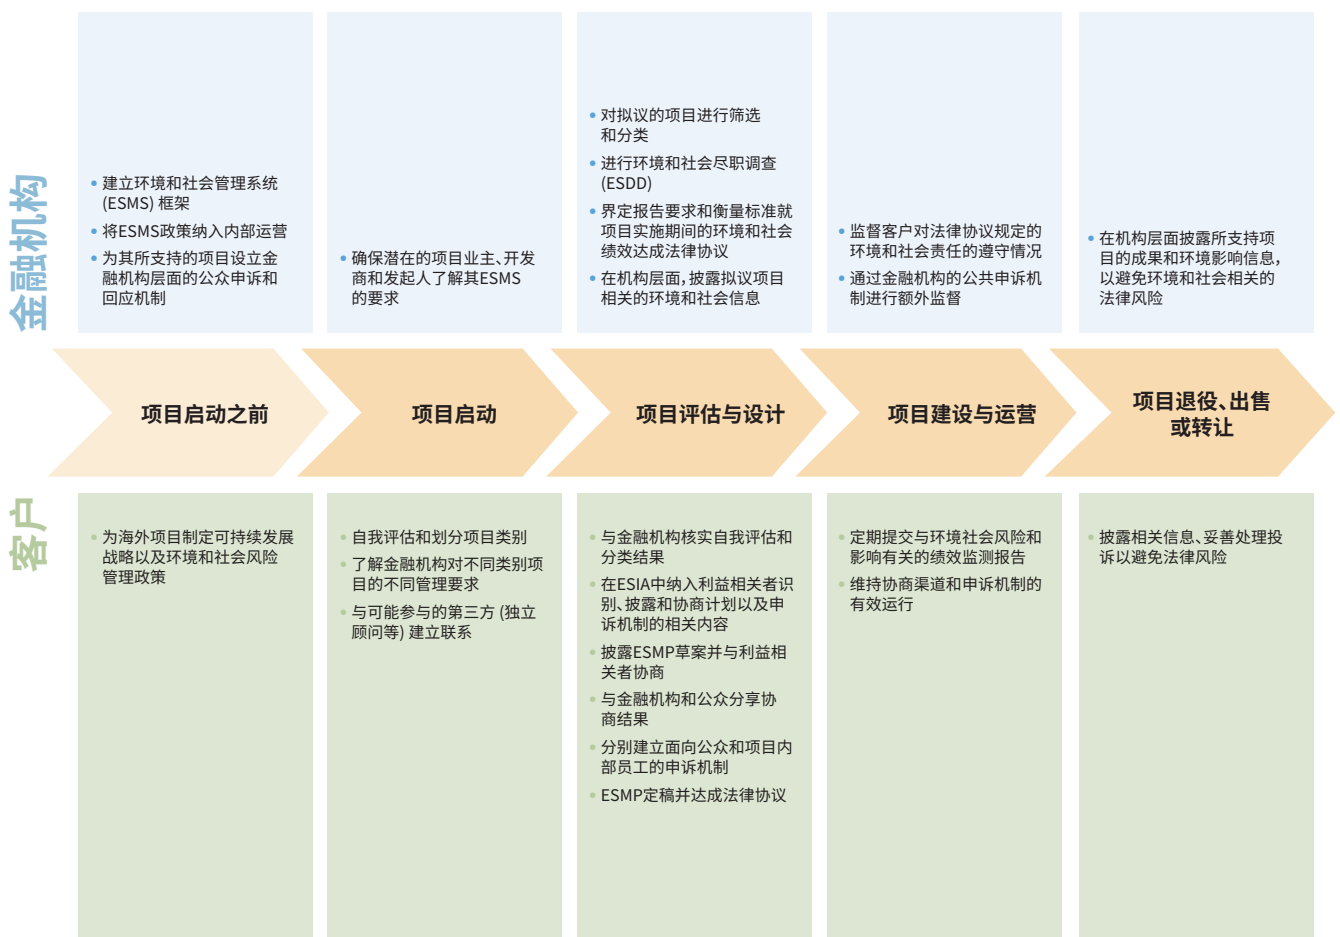 金融机构
• 建立环境和社会管理系统
(ESMS) 框架
• 将ESMS政策纳入内部运营
• 为其所支持的项目设立金
融机构层面的公众申诉和
回应机制
• 确保潜在的项目业主、开发
商和发起人了解其ESMS
的要求
• 对拟议的项目进行筛选
和分类
• 进行环境和社会尽职调查
(ESDD)
• 界定报告要求和衡量标准就
项目实施期间的环境和社会
绩效达成法律协议
• 在机构层面，披露拟议项目
相关的环境和社会信息
• 监督客户对法律协议规定的
环境和社会责任的遵守情况
• 通过金融机构的公共申诉机
制进行额外监督
• 在机构层面披露所支持项
目的成果和环境影响信息，
以避免环境和社会相关的
法律风险
项目启动之前
项目启动
项目评估与设计
项目建设与运营
项目退役、出售
或转让
客户
• 为海外项目制定可持续发展
战略以及环境和社会风险
管理政策
• 自我评估和划分项目类别
• 了解金融机构对不同类别项
目的不同管理要求
• 与可能参与的第三方 (独立
顾问等) 建立联系
• 与金融机构核实自我评估和
分类结果
• 在ESIA中纳入利益相关者识
别、披露和协商计划以及申
诉机制的相关内容
• 披露ESMP草案并与利益相
关者协商
• 与金融机构和公众分享协
商结果
• 分别建立面向公众和项目内
部员工的申诉机制
• ESMP定稿并达成法律协议
• 定期提交与环境社会风险和
影响有关的绩效监测报告
• 维持协商渠道和申诉机制的
有效运行
• 披露相关信息、妥善处理投
诉以避免法律风险